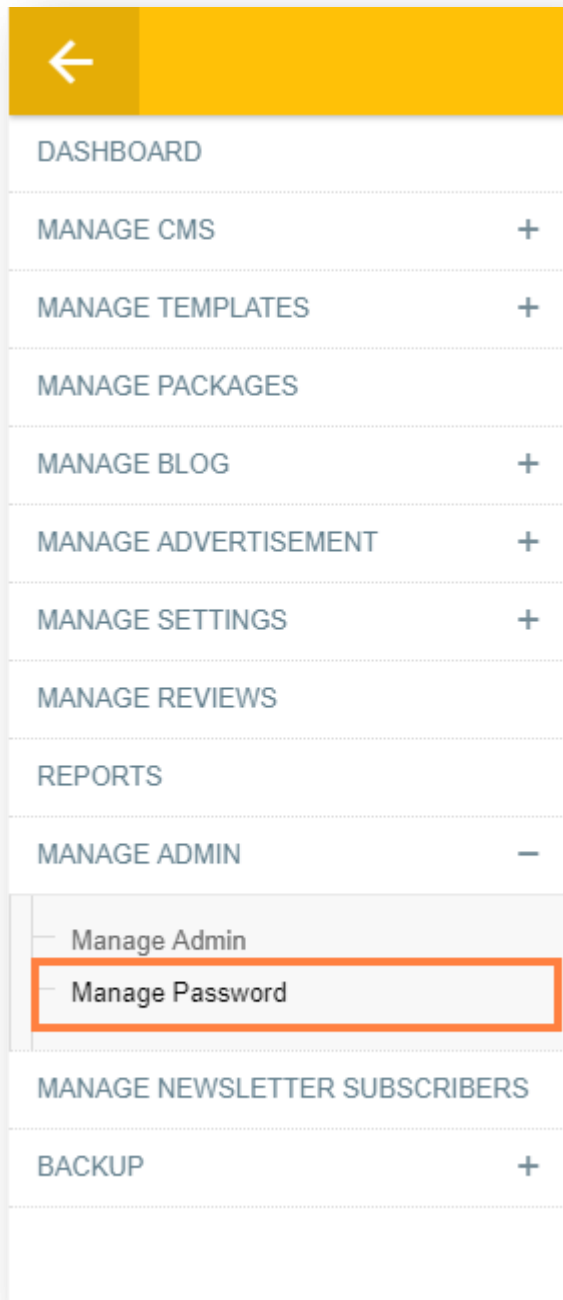 DASHBOARD
MANAGE CMS +
MANAGE TEMPLATES +
MANAGE PACKAGES
MANAGE BLOG +
MANAGE ADVERTISEMENT +
MANAGE SETTINGS +
MANAGE REVIEWS
REPORTS
MANAGE ADMIN −
Manage Admin
Manage Password
MANAGE NEWSLETTER SUBSCRIBERS
BACKUP +